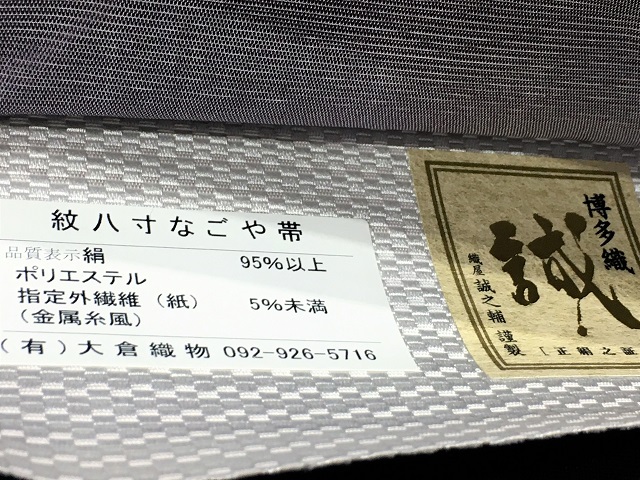 紋八寸なごや帯
品質表示 絹 95%以上
ポリエステル
指定外繊維（紙） 5%未満
（金属糸風）
（有）大倉織物 092-926-5716
博多織
誠
織屋誠之輔謹製
「正絹之証